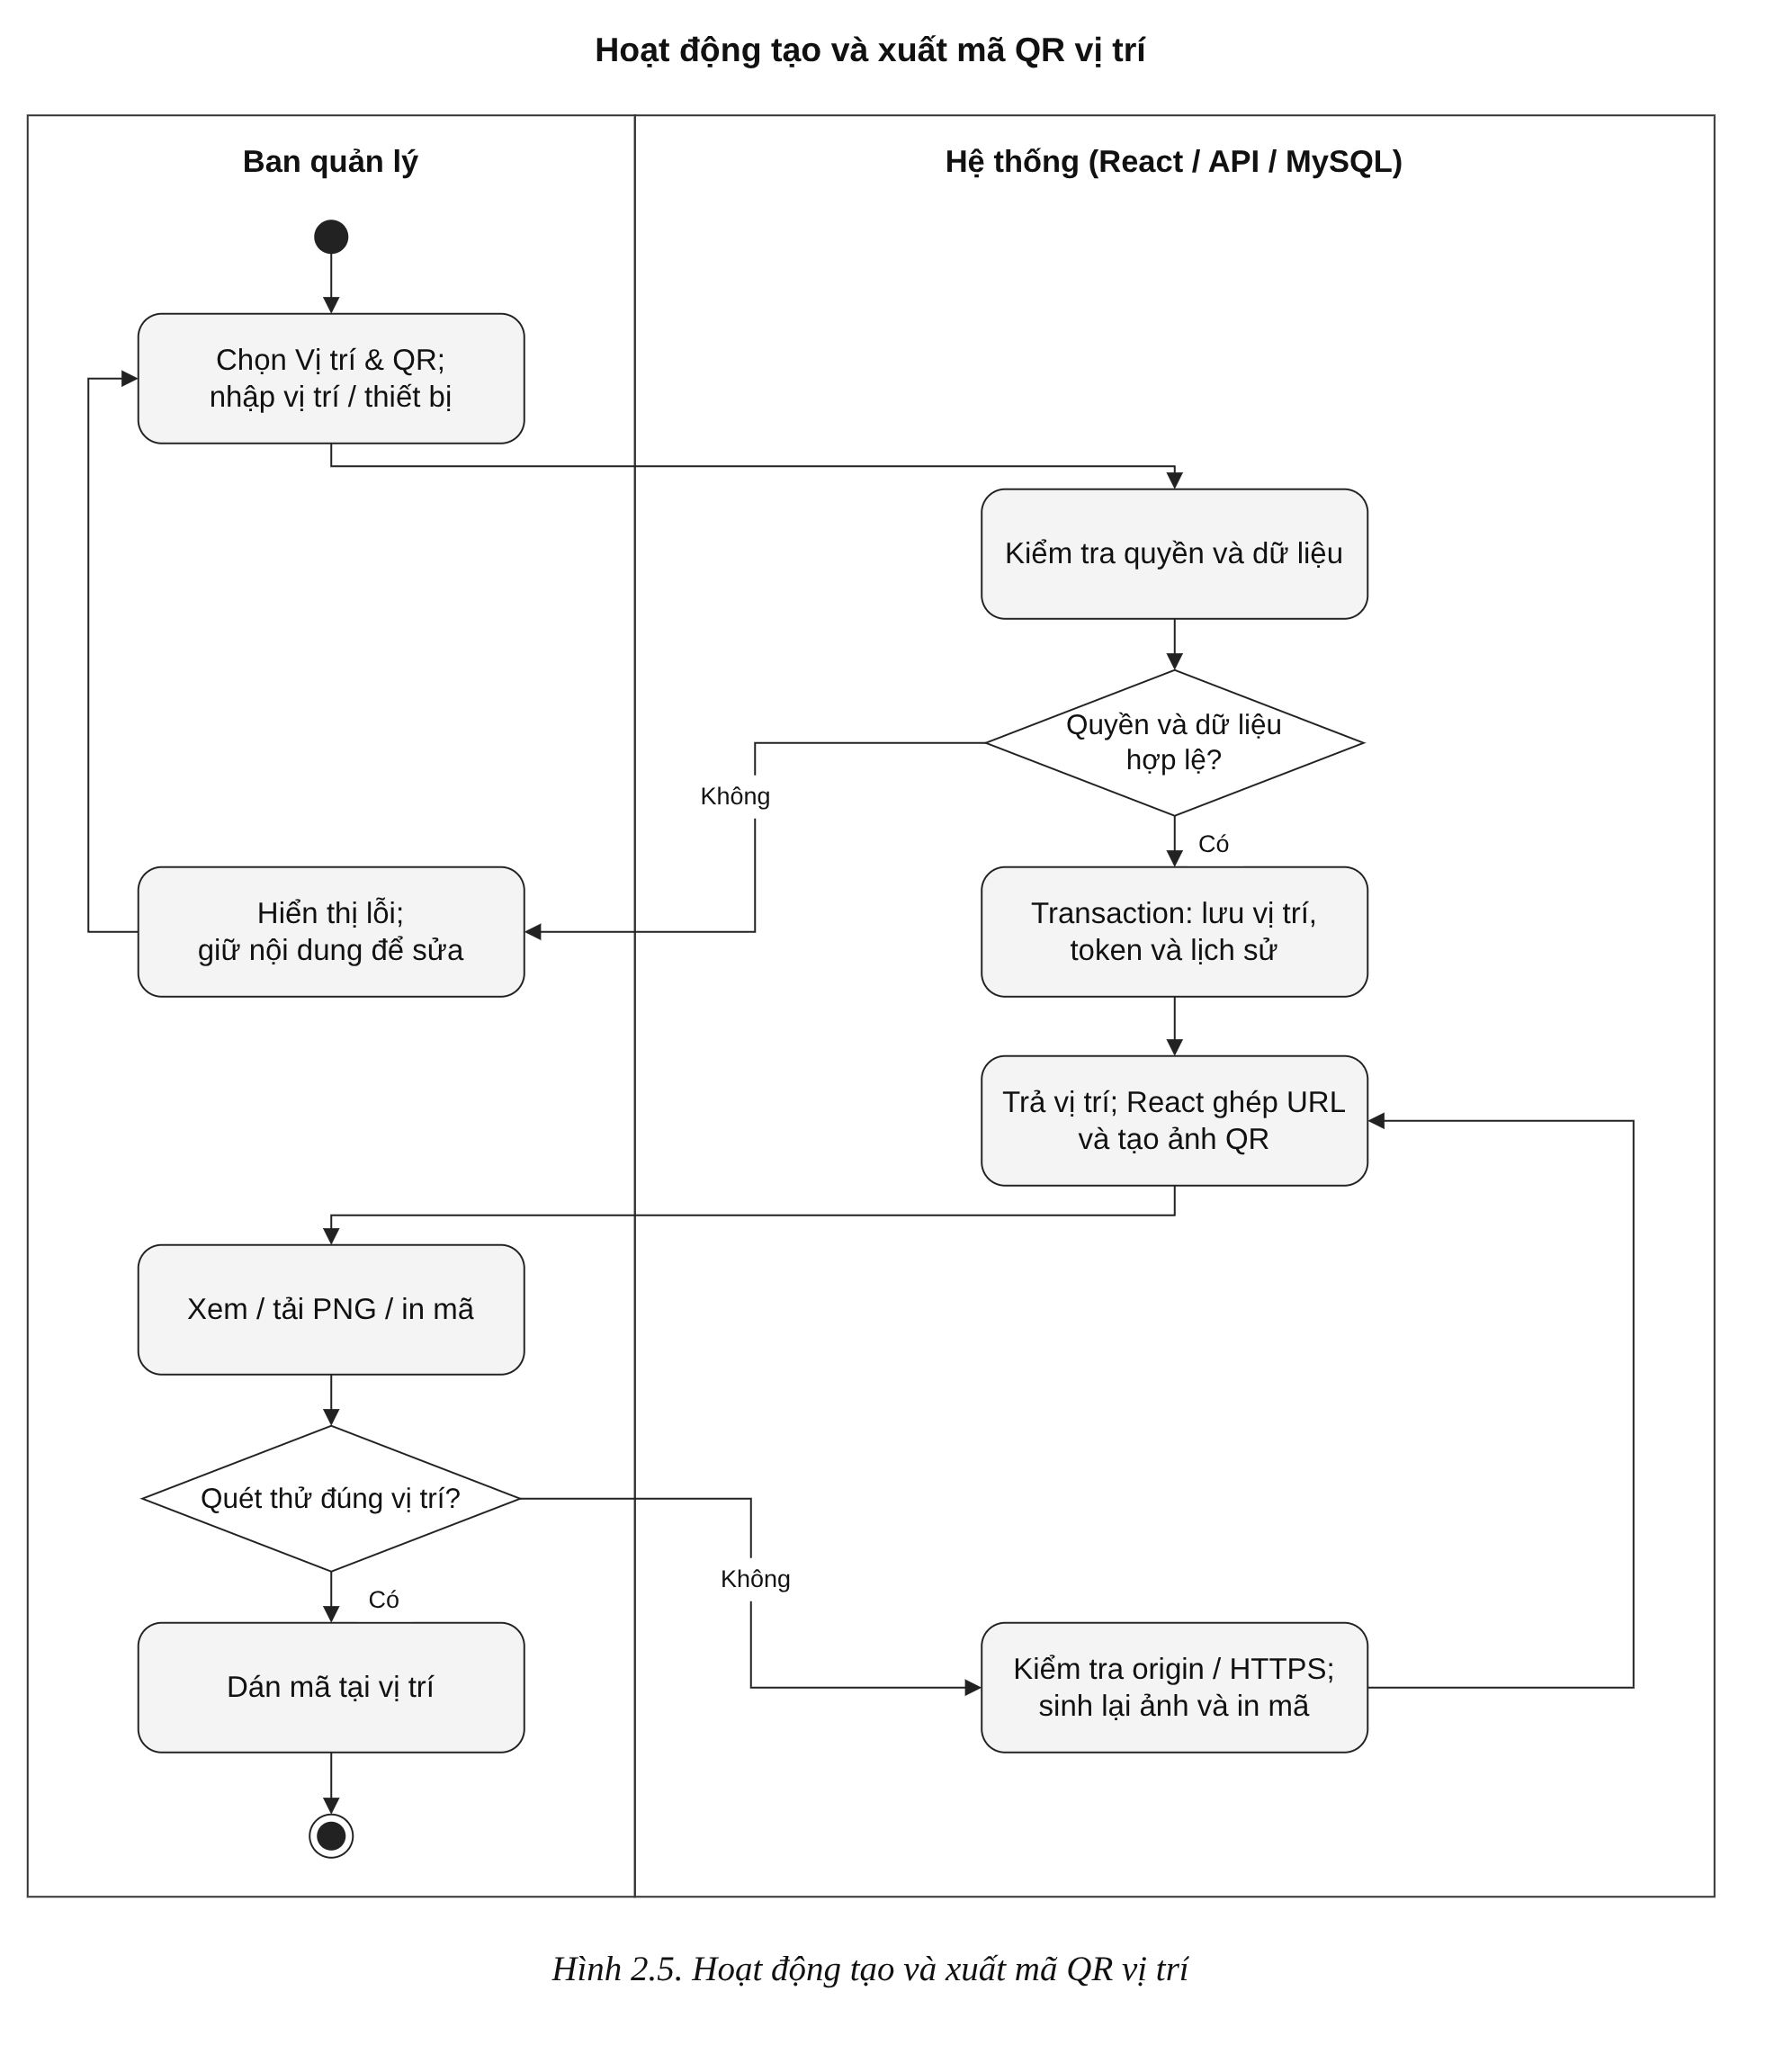 Hoạt động tạo và xuất mã QR vị trí
Ban quản lý
Hệ thống (React / API / MySQL)
Chọn Vị trí & QR;
nhập vị trí / thiết bị
Kiểm tra quyền và dữ liệu
Quyền và dữ liệu
hợp lệ?
Không
Có
Hiển thị lỗi;
giữ nội dung để sửa
Transaction: lưu vị trí,
token và lịch sử
Trả vị trí; React ghép URL
và tạo ảnh QR
Xem / tải PNG / in mã
Quét thử đúng vị trí?
Không
Có
Dán mã tại vị trí
Kiểm tra origin / HTTPS;
sinh lại ảnh và in mã
Hình 2.5. Hoạt động tạo và xuất mã QR vị trí